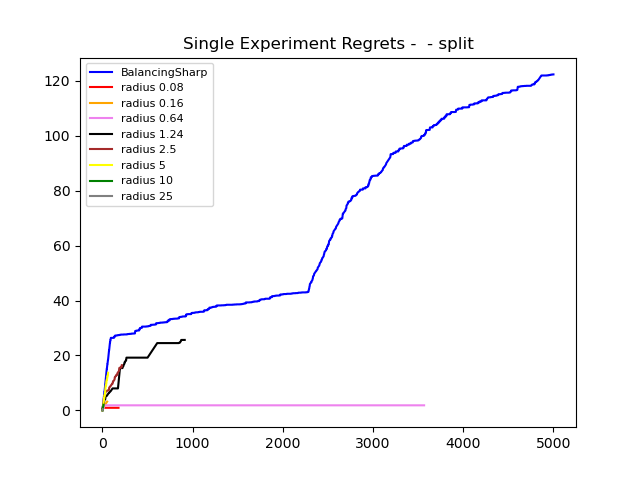 Single Experiment Regrets -  - split
BalancingSharp
radius 0.08
radius 0.16
radius 0.64
radius 1.24
radius 2.5
radius 5
radius 10
radius 25
120
100
80
60
40
20
0
0 1000 2000 3000 4000 5000